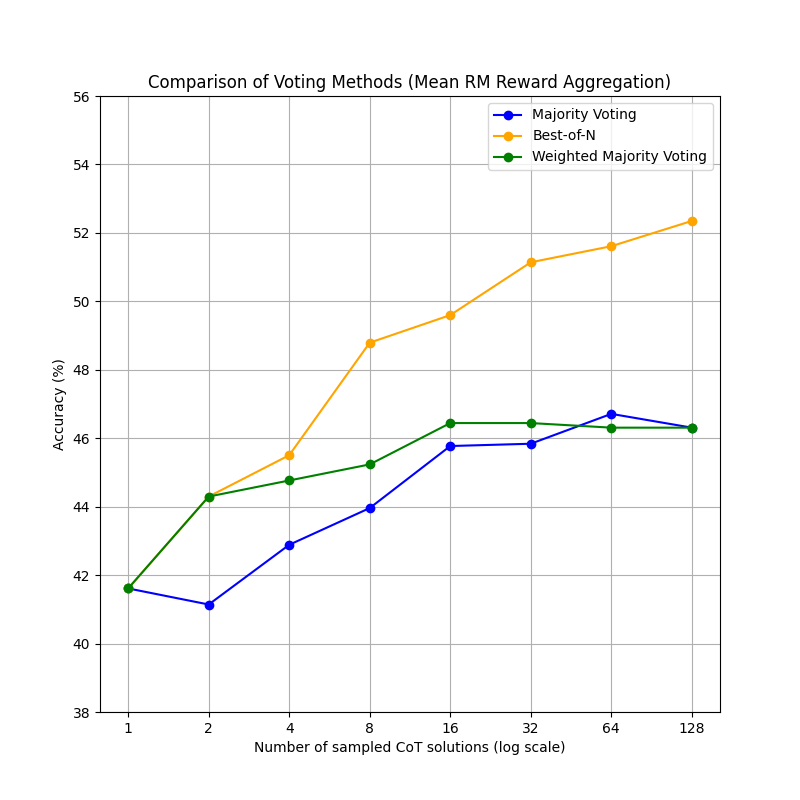 Comparison of Voting Methods (Mean RM Reward Aggregation)
Majority Voting
Best-of-N
Weighted Majority Voting
56
54
52
50
48
46
44
42
40
38
Accuracy (%)
1 2 4 8 16 32 64 128
Number of sampled CoT solutions (log scale)